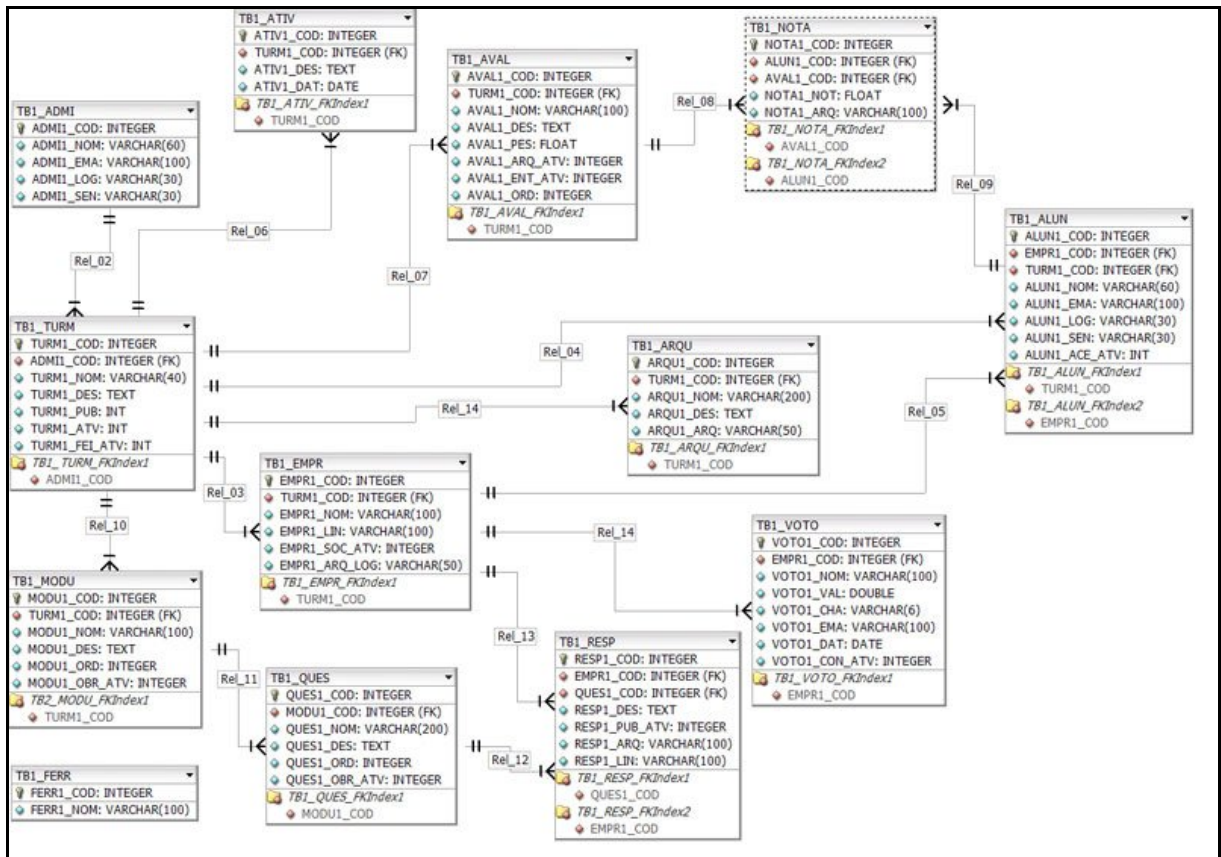 TB1_ATIV
ATIV1_COD: INTEGER
TURM1_COD: INTEGER (FK)
ATIV1_DES: TEXT
ATIV1_DAT: DATE
TB1_ATIV_FKIndex1
TURM1_COD
TB1_NOTA
NOTA1_COD: INTEGER
ALUN1_COD: INTEGER (FK)
AVAL1_COD: INTEGER (FK)
NOTA1_NOT: FLOAT
NOTA1_ARQ: VARCHAR(100)
TB1_NOTA_FKIndex1
AVAL1_COD
TB1_NOTA_FKIndex2
ALUN1_COD
TB1_AVAL
AVAL1_COD: INTEGER
TURM1_COD: INTEGER (FK)
AVAL1_NOM: VARCHAR(100)
AVAL1_DES: TEXT
AVAL1_PES: FLOAT
AVAL1_ARQ_ATV: INTEGER
AVAL1_ENT_ATV: INTEGER
AVAL1_ORD: INTEGER
TB1_AVAL_FKIndex1
TURM1_COD
Rel_08
TB1_ADMI
ADMI1_COD: INTEGER
ADMI1_NOM: VARCHAR(60)
ADMI1_EMA: VARCHAR(100)
ADMI1_LOG: VARCHAR(30)
ADMI1_SEN: VARCHAR(30)
Rel_09
Rel_06
Rel_02
Rel_07
TB1_ALUN
ALUN1_COD: INTEGER
EMPR1_COD: INTEGER (FK)
TURM1_COD: INTEGER (FK)
ALUN1_NOM: VARCHAR(60)
ALUN1_EMA: VARCHAR(100)
ALUN1_LOG: VARCHAR(30)
ALUN1_SEN: VARCHAR(30)
ALUN1_ACE_ATV: INT
TB1_ALUN_FKIndex1
TURM1_COD
TB1_ALUN_FKIndex2
EMPR1_COD
TB1_TURM
TURM1_COD: INTEGER
ADMI1_COD: INTEGER (FK)
TURM1_NOM: VARCHAR(40)
TURM1_DES: TEXT
TURM1_PUB: INT
TURM1_ATV: INT
TURM1_FEI_ATV: INT
TB1_TURM_FKIndex1
ADMI1_COD
Rel_04
TB1_ARQU
ARQU1_COD: INTEGER
TURM1_COD: INTEGER (FK)
ARQU1_NOM: VARCHAR(200)
ARQU1_DES: TEXT
ARQU1_ARQ: VARCHAR(50)
TB1_ARQU_FKIndex1
TURM1_COD
Rel_14
Rel_05
TB1_EMPR
EMPR1_COD: INTEGER
TURM1_COD: INTEGER (FK)
EMPR1_NOM: VARCHAR(100)
EMPR1_LIN: VARCHAR(100)
EMPR1_SOC_ATV: INTEGER
EMPR1_ARQ_LOG: VARCHAR(50)
TB1_EMPR_FKIndex1
TURM1_COD
Rel_03
Rel_10
Rel_14
TB1_VOTO
VOTO1_COD: INTEGER
EMPR1_COD: INTEGER (FK)
VOTO1_NOM: VARCHAR(100)
VOTO1_VAL: DOUBLE
VOTO1_CHA: VARCHAR(6)
VOTO1_EMA: VARCHAR(100)
VOTO1_DAT: DATE
VOTO1_CON_ATV: INTEGER
TB1_VOTO_FKIndex1
EMPR1_COD
TB1_MODU
MODU1_COD: INTEGER
TURM1_COD: INTEGER (FK)
MODU1_NOM: VARCHAR(100)
MODU1_DES: TEXT
MODU1_ORD: INTEGER
MODU1_OBR_ATV: INTEGER
TB2_MODU_FKIndex1
TURM1_COD
Rel_13
Rel_11
TB1_RESP
RESP1_COD: INTEGER
EMPR1_COD: INTEGER (FK)
QUES1_COD: INTEGER (FK)
RESP1_DES: TEXT
RESP1_PUB_ATV: INTEGER
RESP1_ARQ: VARCHAR(100)
RESP1_LIN: VARCHAR(100)
TB1_RESP_FKIndex1
QUES1_COD
TB1_RESP_FKIndex2
EMPR1_COD
TB1_QUES
QUES1_COD: INTEGER
MODU1_COD: INTEGER (FK)
QUES1_NOM: VARCHAR(200)
QUES1_DES: TEXT
QUES1_ORD: INTEGER
QUES1_OBR_ATV: INTEGER
TB1_QUES_FKIndex1
MODU1_COD
Rel_12
TB1_FERR
FERR1_COD: INTEGER
FERR1_NOM: VARCHAR(100)